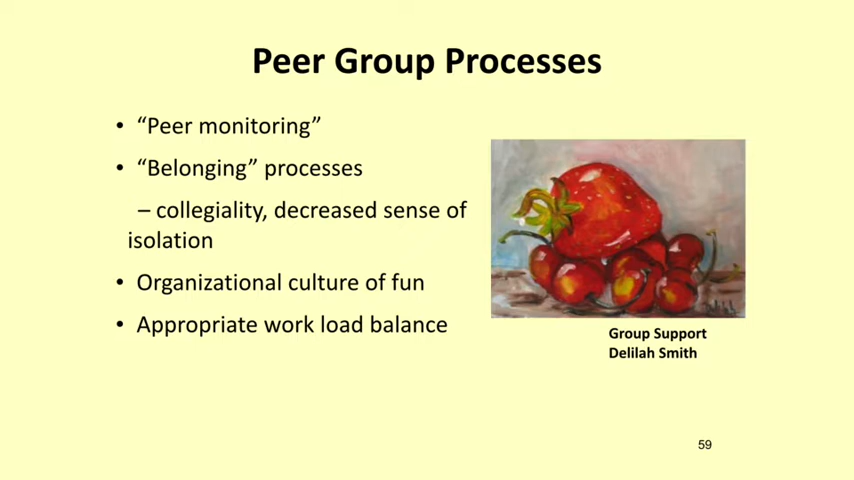 Peer Group Processes
• “Peer monitoring”
• “Belonging” processes
– collegiality, decreased sense of
isolation
• Organizational culture of fun
• Appropriate work load balance
Group Support
Delilah Smith
59